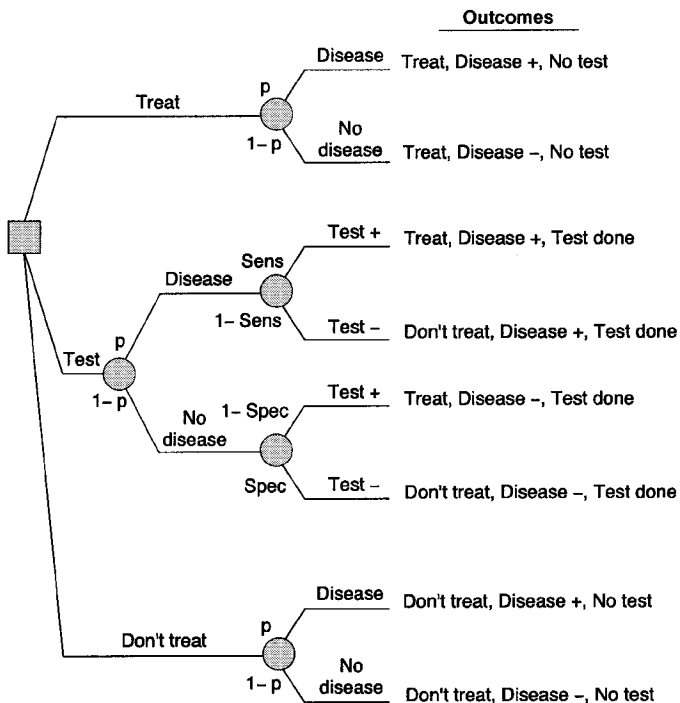 Outcomes
Disease Treat, Disease +, No test
p
Treat
1– p
No
disease Treat, Disease –, No test
Test + Treat, Disease +, Test done
Sens
Disease
1– Sens
Test – Don't treat, Disease +, Test done
p
Test
1– p
Test + Treat, Disease –, Test done
1– Spec
No
disease
Spec
Test – Don't treat, Disease –, Test done
Disease Don't treat, Disease +, No test
p
Don't treat
1– p
No
disease Don't treat, Disease –, No test